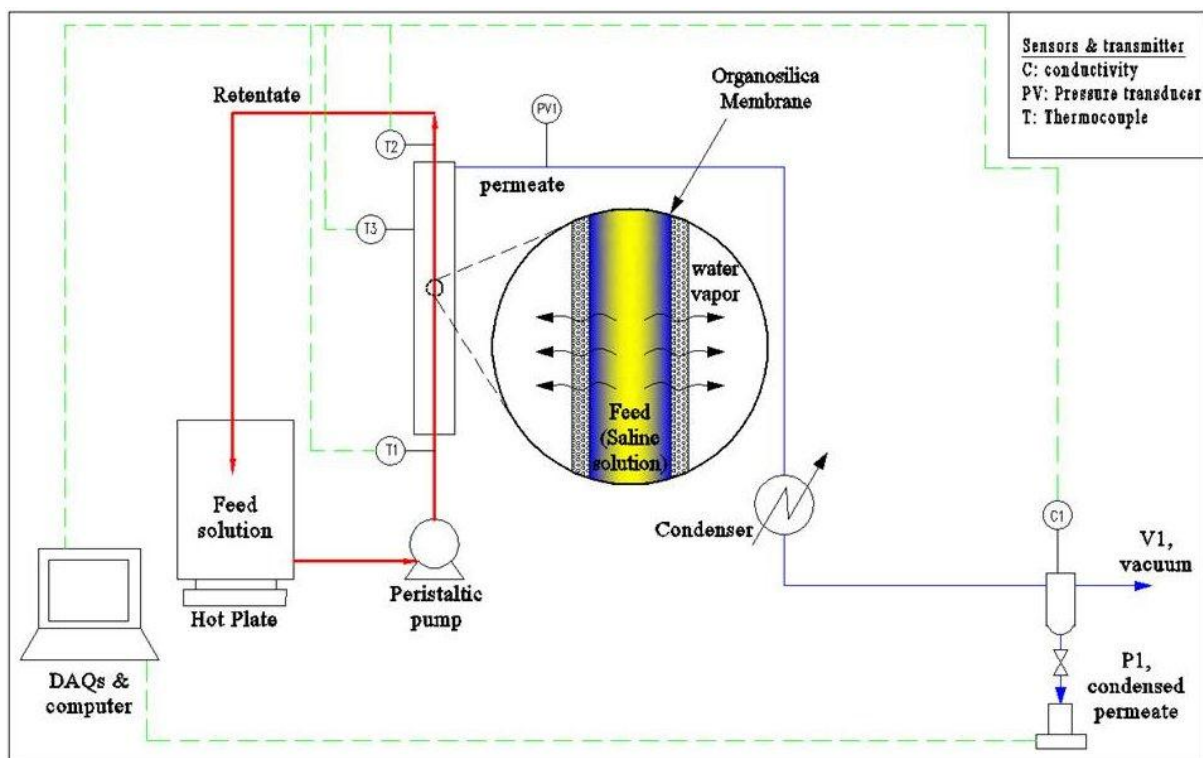 Sensors & transmitter
C: conductivity
PV: Pressure transducer
T: Thermocouple
Retentate
PV1
Organosilica
Membrane
T2
permeate
T3
water
vapor
Feed
(Saline
solution)
T1
Feed
solution
Condenser
C1
V1,
vacuum
Hot Plate
Peristaltic
pump
DAQs &
computer
P1,
condensed
permeate